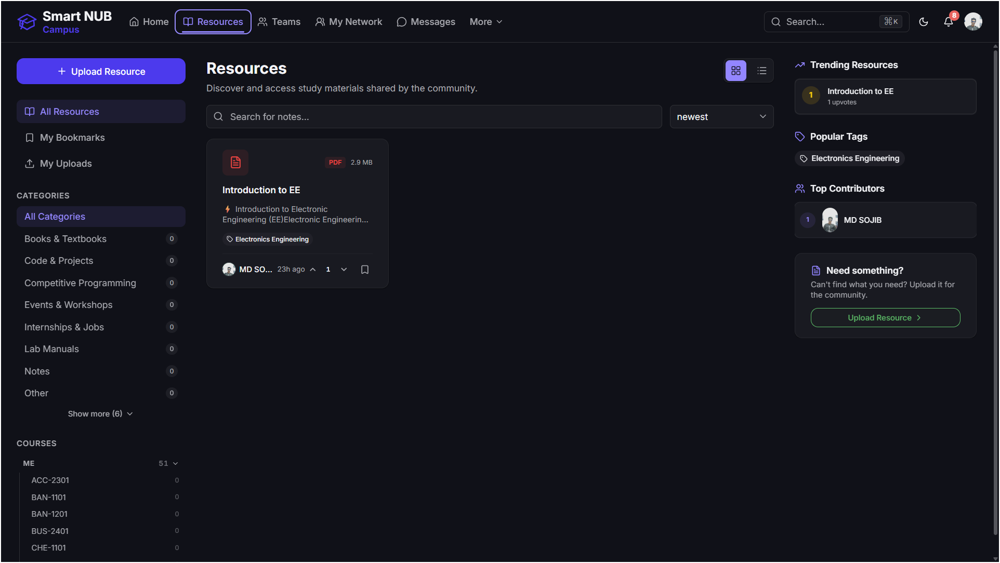 Smart NUB
Campus
Home
Resources
Teams
My Network
Messages
More
Search...
⌘K
8
+ Upload Resource
All Resources
My Bookmarks
My Uploads
CATEGORIES
All Categories
Books & Textbooks 0
Code & Projects 0
Competitive Programming 0
Events & Workshops 0
Internships & Jobs 0
Lab Manuals 0
Notes 0
Other 0
Show more (6)
COURSES
ME 51
ACC-2301 0
BAN-1101 0
BAN-1201 0
BUS-2401 0
CHE-1101 0
Resources
Discover and access study materials shared by the community.
Search for notes...
newest
PDF 2.9 MB
Introduction to EE
⚡ Introduction to Electronic
Engineering (EE)Electronic Engineerin...
Electronics Engineering
MD SO... 23h ago 1
Trending Resources
1
Introduction to EE
1 upvotes
Popular Tags
Electronics Engineering
Top Contributors
1 MD SOJIB
Need something?
Can't find what you need? Upload it for
the community.
Upload Resource